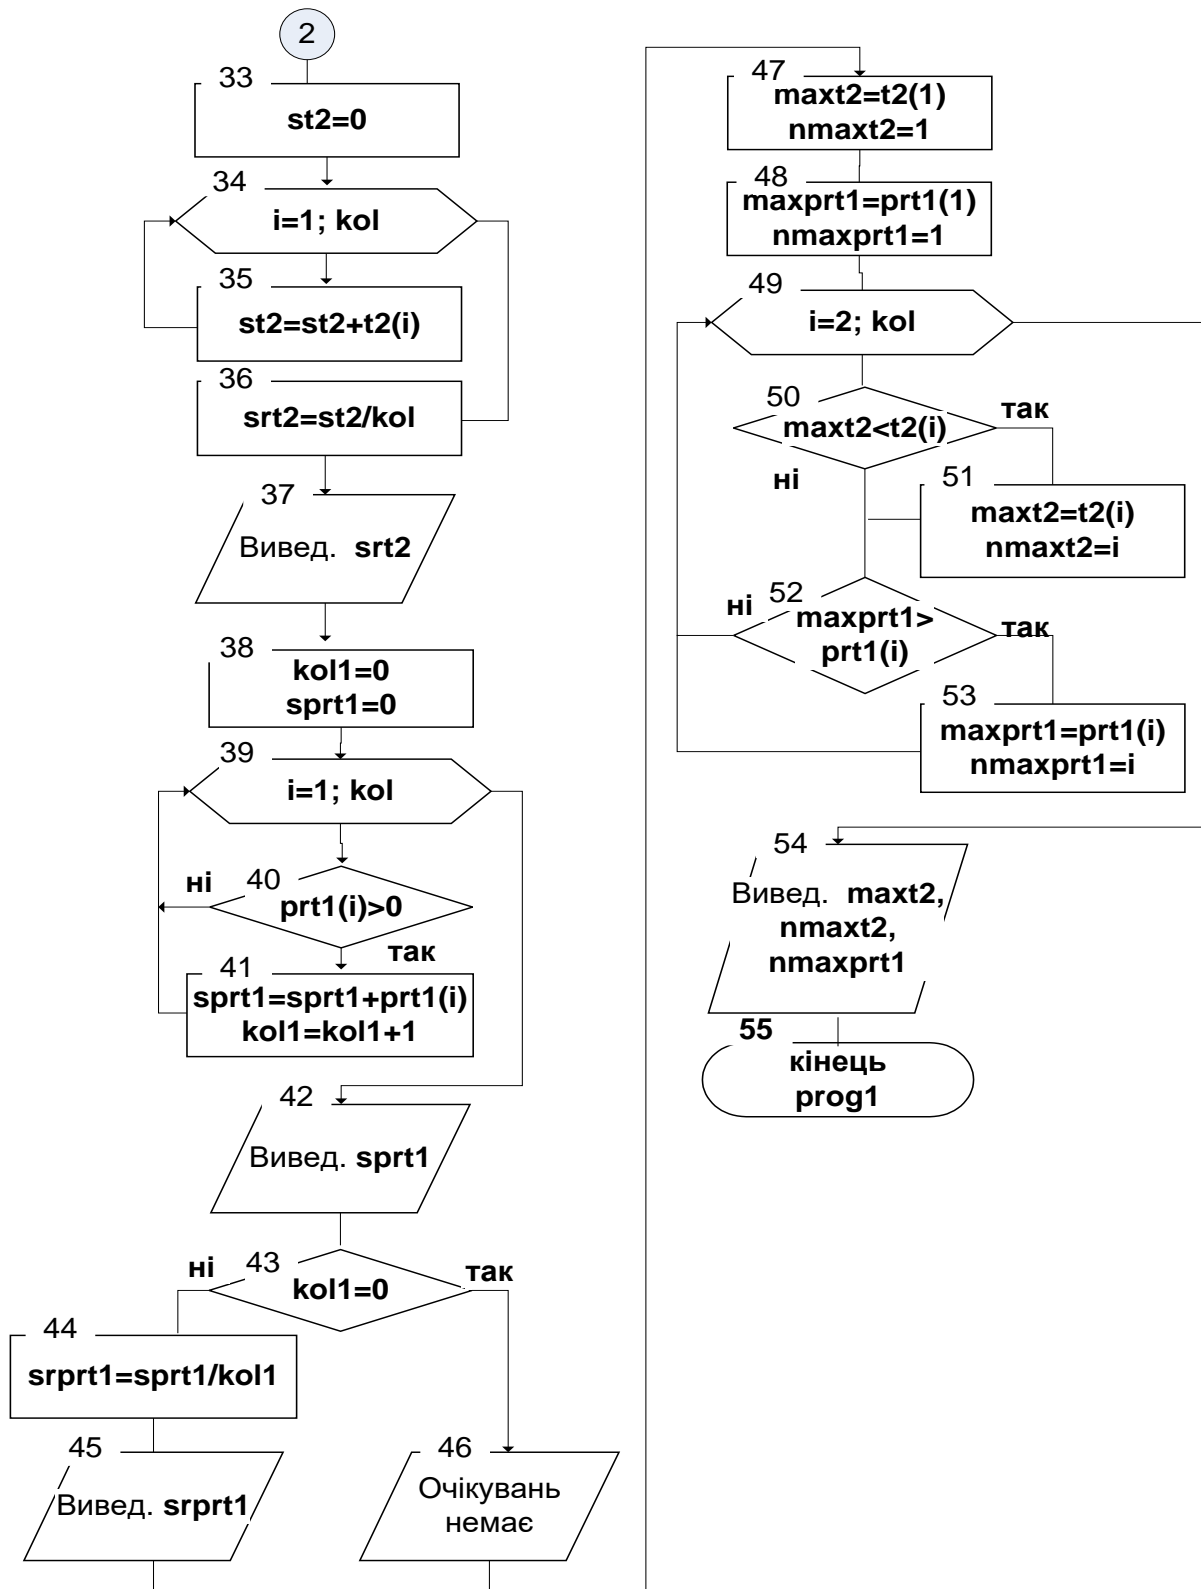 2
33
st2=0
34
i=1; kol
35
st2=st2+t2(i)
36
srt2=st2/kol
37
Вивед. srt2
38
kol1=0
sprt1=0
39
i=1; kol
ні
40
prt1(i)>0
так
41
sprt1=sprt1+prt1(i)
kol1=kol1+1
42
Вивед. sprt1
ні
43
так
kol1=0
44
srprt1=sprt1/kol1
45
Вивед. srprt1
46
Очікувань
немає
47
maxt2=t2(1)
nmaxt2=1
48
maxprt1=prt1(1)
nmaxprt1=1
49
i=2; kol
50
так
maxt2<t2(i)
ні
51
maxt2=t2(i)
nmaxt2=i
52
ні
maxprt1>
так
prt1(i)
53
maxprt1=prt1(i)
nmaxprt1=i
54
Вивед. maxt2,
nmaxt2,
nmaxprt1
55
кінець
prog1